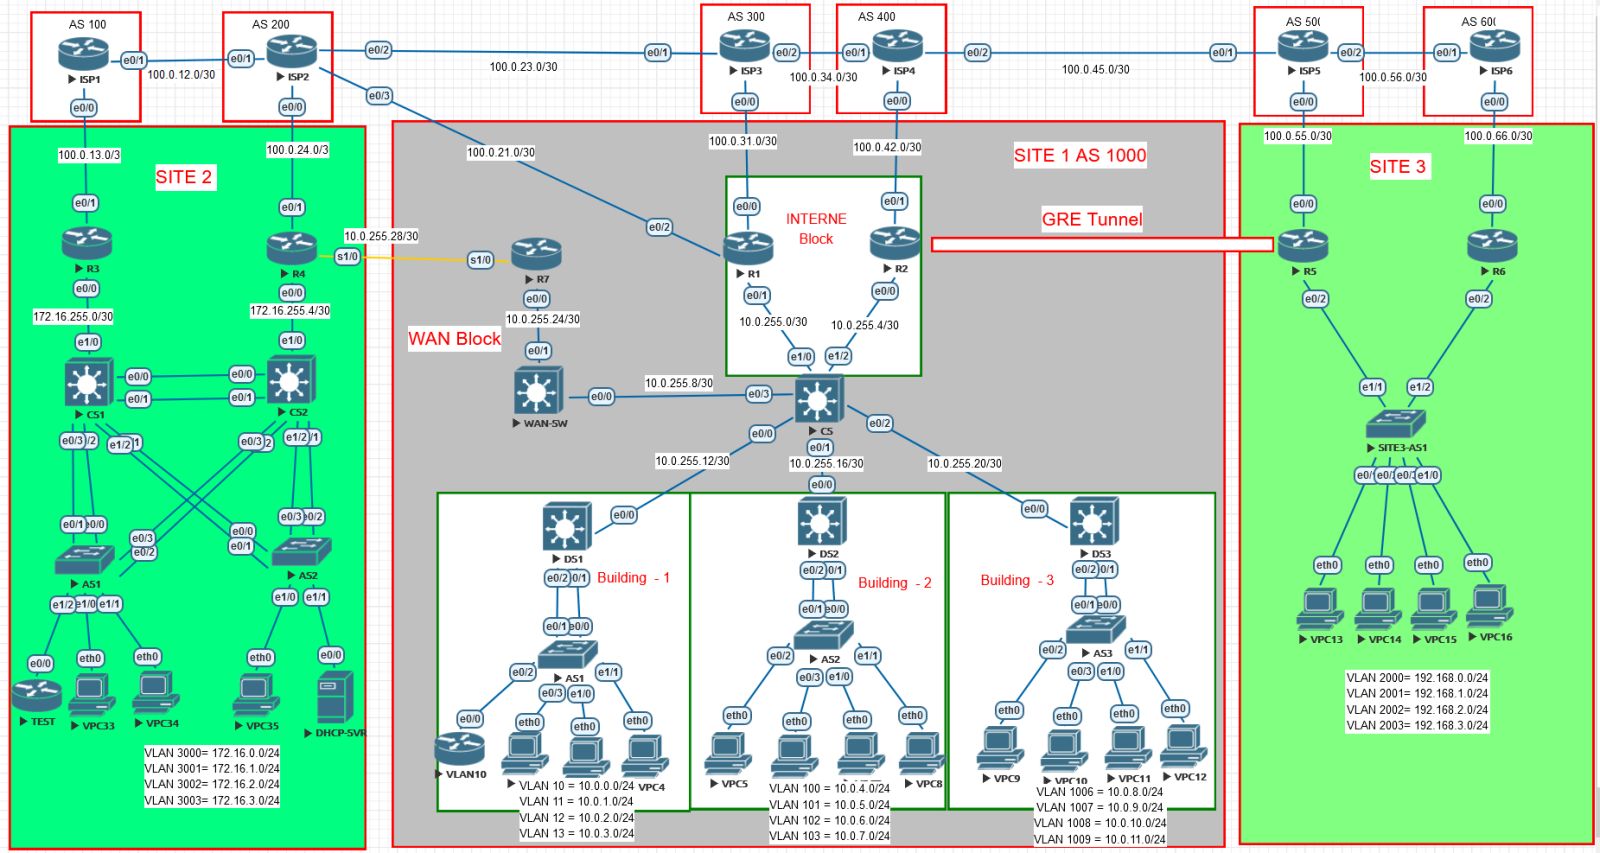 AS 100
AS 200
AS 300
AS 400
AS 50(
AS 60(
e0/2
e0/1
e0/2
e0/1
e0/2
e0/1
e0/2
e0/1
e0/1
e0/1
ISP1
ISP2
ISP3
ISP4
ISP5
ISP6
100.0.12.0/30
100.0.23.0/30
100.0.34.0/30
100.0.45.0/30
100.0.56.0/30
e0/0
e0/0
e0/3
e0/0
e0/0
e0/0
e0/0
100.0.13.0/3
100.0.24.0/3
100.0.21.0/30
100.0.31.0/30
100.0.42.0/30
100.0.55.0/30
100.0.66.0/30
SITE 2
SITE 1 AS 1000
SITE 3
e0/1
e0/1
e0/2
e0/0
e0/1
e0/0
e0/0
INTERNE
Block
GRE Tunnel
10.0.255.28/30
s1/0
s1/0
R3
R4
R7
R1
R2
R5
R6
e0/0
e0/0
e0/0
e0/1
e0/0
e0/2
e0/2
172.16.255.0/30
172.16.255.4/30
10.0.255.24/30
10.0.255.0/30
10.0.255.4/30
WAN Block
e1/0
e1/0
e0/1
e1/0
e1/2
e0/0
e0/0
e0/1
e0/1
CS1
CS2
e0/0
10.0.255.8/30
e0/3
WAN-SW
CS
e1/1
e1/2
SITE3-AS1
e0/3
/2
e1/2
1
e0/3
2
e1/2
/1
e0/0
e0/1
e0/2
10.0.255.12/30
10.0.255.16/30
10.0.255.20/30
e0/
e0/
e0/3
e1/0
e0/0
e0/0
e0/0
e0/1
e0/0
e0/3
e0/2
e0/0
e0/1
e0/3
e0/2
AS1
AS2
DS1
DS2
DS3
Building - 1
Building - 2
Building - 3
e0/2
0/1
e0/2
0/1
e0/2
0/1
e0/1
e0/0
e0/1
e0/0
e0/1
e0/0
AS1
AS2
AS3
eth0
eth0
eth0
eth0
VPC13
VPC14
VPC15
VPC16
e1/2
e1/0
e1/1
e1/0
e1/1
e0/0
eth0
eth0
eth0
e0/0
TEST
VPC33
VPC34
VPC35
DHCP-SVR
e0/2
e0/3
e1/0
e1/1
e0/2
e0/3
e1/0
e1/1
e0/2
e0/3
e1/0
e1/1
e0/0
eth0
eth0
eth0
eth0
eth0
eth0
eth0
eth0
eth0
eth0
eth0
VLAN10
VPC4
VPC5
VPC8
VPC9
VPC10
VPC11
VPC12
VLAN 3000= 172.16.0.0/24
VLAN 3001= 172.16.1.0/24
VLAN 3002= 172.16.2.0/24
VLAN 3003= 172.16.3.0/24
VLAN 10 = 10.0.0.0/24
VLAN 11 = 10.0.1.0/24
VLAN 12 = 10.0.2.0/24
VLAN 13 = 10.0.3.0/24
VLAN 100 = 10.0.4.0/24
VLAN 101 = 10.0.5.0/24
VLAN 102 = 10.0.6.0/24
VLAN 103 = 10.0.7.0/24
VLAN 1006 = 10.0.8.0/24
VLAN 1007 = 10.0.9.0/24
VLAN 1008 = 10.0.10.0/24
VLAN 1009 = 10.0.11.0/24
VLAN 2000= 192.168.0.0/24
VLAN 2001= 192.168.1.0/24
VLAN 2002= 192.168.2.0/24
VLAN 2003= 192.168.3.0/24